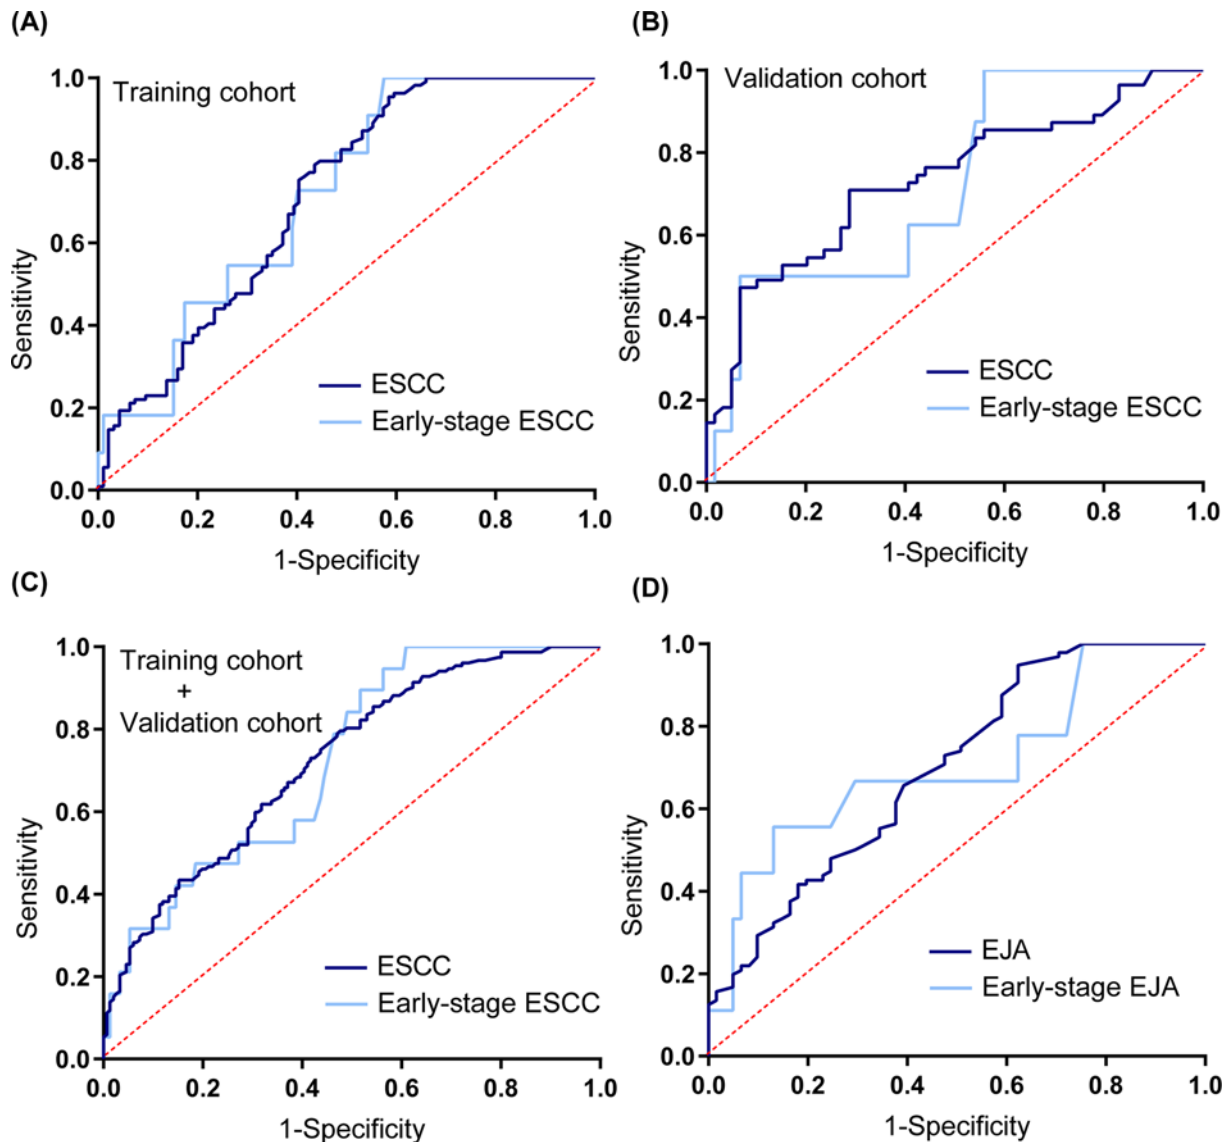 (A)
Training cohort
1.0
0.8
0.6
0.4
0.2
0.0
Sensitivity
ESCC
Early-stage ESCC
0.0 0.2 0.4 0.6 0.8 1.0
1-Specificity
(B)
Validation cohort
1.0
0.8
0.6
0.4
0.2
0.0
Sensitivity
ESCC
Early-stage ESCC
0.0 0.2 0.4 0.6 0.8 1.0
1-Specificity
(C)
Training cohort
+
Validation cohort
1.0
0.8
0.6
0.4
0.2
0.0
Sensitivity
ESCC
Early-stage ESCC
0.0 0.2 0.4 0.6 0.8 1.0
1-Specificity
(D)
1.0
0.8
0.6
0.4
0.2
0.0
Sensitivity
EJA
Early-stage EJA
0.0 0.2 0.4 0.6 0.8 1.0
1-Specificity